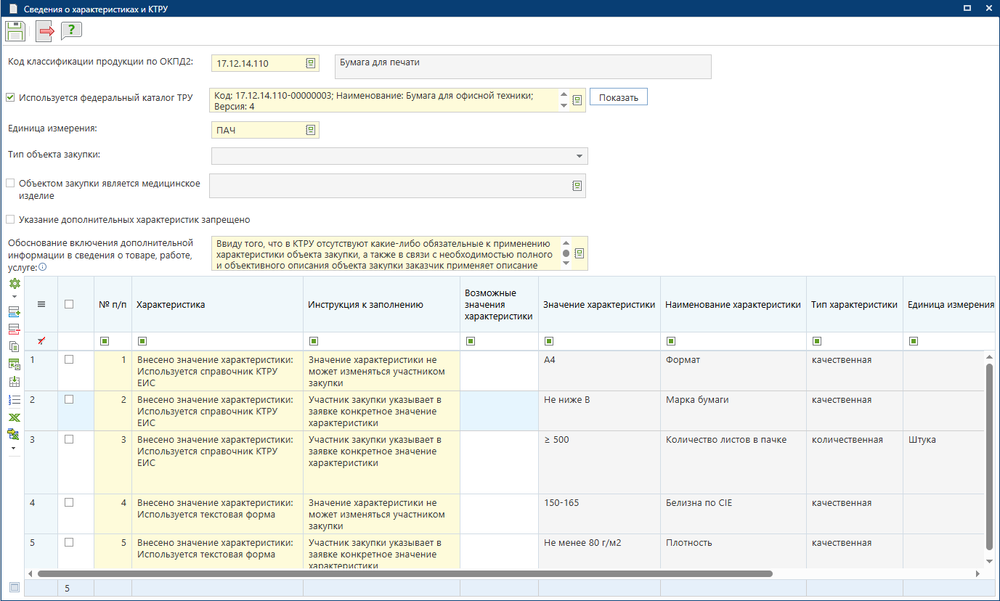 Сведения о характеристиках и КТРУ
?
Код классификации продукции по ОКПД2:
17.12.14.110
Бумага для печати
Используется федеральный каталог ТРУ
Код: 17.12.14.110-00000003; Наименование: Бумага для офисной техники;
Версия: 4
Показать
Единица измерения:
ПАЧ
Тип объекта закупки:
Объектом закупки является медицинское
изделие
Указание дополнительных характеристик запрещено
Обоснование включения дополнительной
информации в сведения о товаре, работе,
услуге:
Ввиду того, что в КТРУ отсутствуют какие-либо обязательные к применению
характеристики объекта закупки, а также в связи с необходимостью полного
и объективного описания объекта закупки заказчик применяет описание
№ п/п
Характеристика
Инструкция к заполнению
Возможные
значения
характеристики
Значение характеристики
Наименование характеристики
Тип характеристики
Единица измерения
1
1
Внесено значение характеристики:
Используется справочник КТРУ
ЕИС
Значение характеристики не
может изменяться участником
закупки
А4
Формат
качественная
2
2
Внесено значение характеристики:
Используется справочник КТРУ
ЕИС
Участник закупки указывает в
заявке конкретное значение
характеристики
Не ниже В
Марка бумаги
качественная
3
3
Внесено значение характеристики:
Используется справочник КТРУ
ЕИС
Участник закупки указывает в
заявке конкретное значение
характеристики
≥ 500
Количество листов в пачке
количественная
Штука
4
4
Внесено значение характеристики:
Используется текстовая форма
Значение характеристики не
может изменяться участником
закупки
150-165
Белизна по CIE
качественная
5
5
Внесено значение характеристики:
Используется текстовая форма
Участник закупки указывает в
заявке конкретное значение
характеристики
Не менее 80 г/м2
Плотность
качественная
5